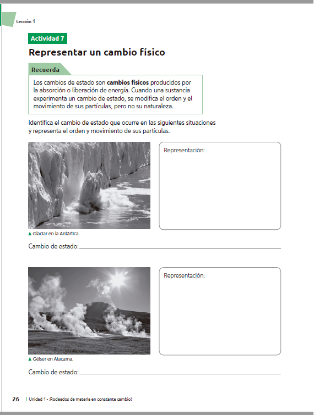 Lección 1
Actividad 7
Representar un cambio físico
Recuerda
Los cambios de estado son cambios físicos producidos por
la absorción o liberación de energía. Cuando una sustancia
experimenta un cambio de estado, se modifica el orden y el
movimiento de sus partículas, pero no su naturaleza.
Identifica el cambio de estado que ocurre en las siguientes situaciones
y representa el orden y movimiento de sus partículas.
Representación:
Glaciar en la Antártica.
Cambio de estado:
Representación:
Géiser en Atacama.
Cambio de estado:
76 Unidad 1 • ¡Rodeados de materia en constante cambio!